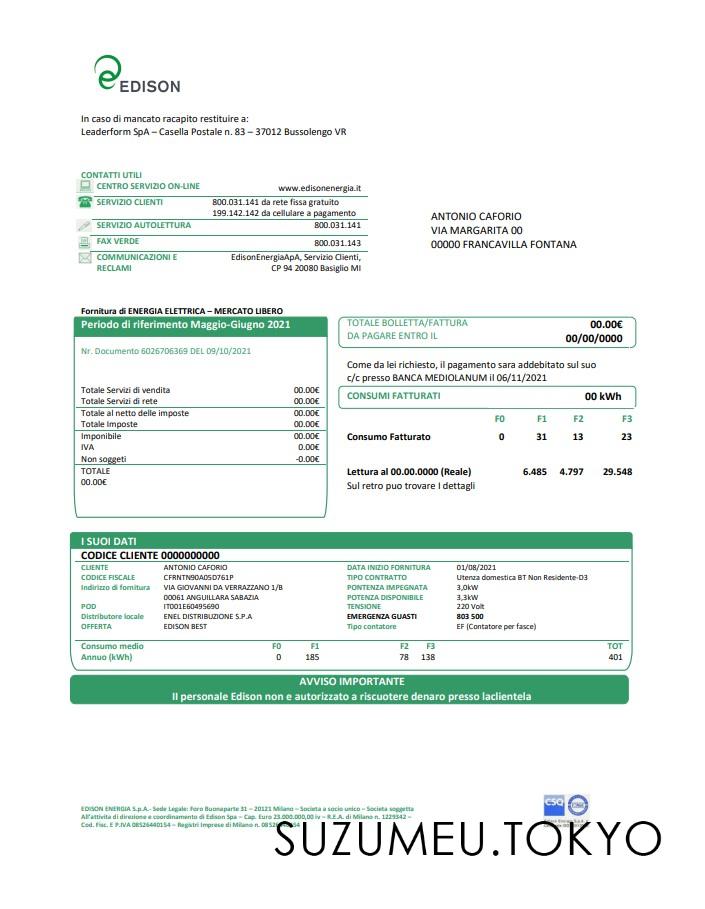 EDISON
In caso di mancato racapito restituire a:
Leaderform SpA – Casella Postale n. 83 – 37012 Bussolengo VR
CONTATTI UTILI
CENTRO SERVIZIO ON-LINE www.edisonenergia.it
SERVIZIO CLIENTI 800.031.141 da rete fissa gratuito
199.142.142 da cellulare a pagamento
SERVIZIO AUTOLETTURA 800.031.141
FAX VERDE 800.031.143
COMMUNICAZIONI E RECLAMI EdisonEnergiaApA, Servizio Clienti,
CP 94 20080 Basiglio MI
ANTONIO CAFORIO
VIA MARGARITA 00
00000 FRANCAVILLA FONTANA
Fornitura di ENERGIA ELETTRICA – MERCATO LIBERO
Periodo di riferimento Maggio-Giugno 2021
Nr. Documento 6026706369 DEL 09/10/2021
Totale Servizi di vendita 00.00€
Totale Servizi di rete 00.00€
Totale al netto delle imposte 00.00€
Totale Imposte 00.00€
Imponibile 00.00€
IVA 0.00€
Non soggeti -0.00€
TOTALE
00.00€
TOTALE BOLLETTA/FATTURA 00.00€
DA PAGARE ENTRO IL 00/00/0000
Come da lei richiesto, il pagamento sara addebitato sul suo
c/c presso BANCA MEDIOLANUM il 06/11/2021
CONSUMI FATTURATI 00 kWh
F0 F1 F2 F3
Consumo Fatturato 0 31 13 23
Lettura al 00.00.0000 (Reale) 6.485 4.797 29.548
Sul retro puo trovare I dettagli
I SUOI DATI
CODICE CLIENTE 0000000000
CLIENTE ANTONIO CAFORIO
CODICE FISCALE CFRNTN90A05D761P
Indirizzo di fornitura VIA GIOVANNI DA VERRAZZANO 1/B
00061 ANGUILLARA SABAZIA
POD IT001E60495690
Distributore locale ENEL DISTRIBUZIONE S.P.A
OFFERTA EDISON BEST
DATA INIZIO FORNITURA 01/08/2021
TIPO CONTRATTO Utenza domestica BT Non Residente-D3
PONTENZA IMPEGNATA 3,0kW
POTENZA DISPONIBILE 3,3kW
TENSIONE 220 Volt
EMERGENZA GUASTI 803 500
Tipo contatore EF (Contatore per fasce)
Consumo medio F0 F1 F2 F3 TOT
Annuo (kWh) 0 185 78 138 401
AVVISO IMPORTANTE
Il personale Edison non e autorizzato a riscuotere denaro presso laclientela
EDISON ENERGIA S.p.A.- Sede Legale: Foro Buonaparte 31 – 20121 Milano – Societa a socio unico – Societa soggetta
All'attivita di direzione e coordinamento di Edison Spa – Cap. Euro 23.000.000,00 iv – R.E.A. di Milano n. 1229342 –
Cod. Fisc. E P.IVA 08526440154 – Registri Imprese di Milano n.
CSQ
SUZUMEU.TOKYO